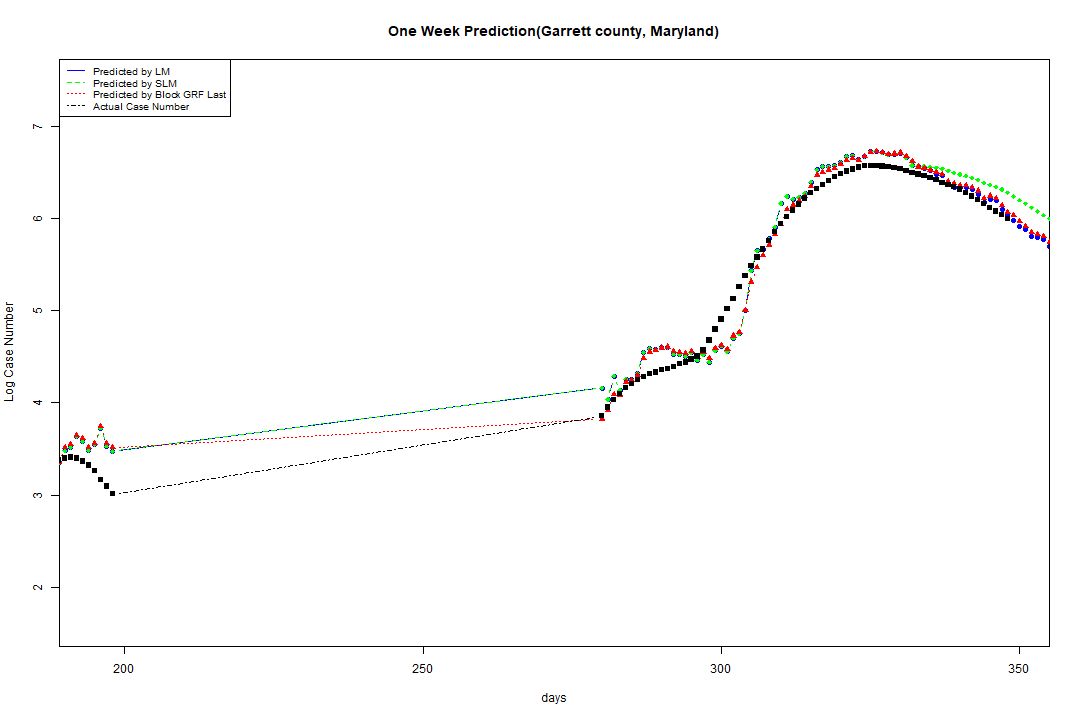 One Week Prediction(Garrett county, Maryland)
Predicted by LM
Predicted by SLM
Predicted by Block GRF Last
Actual Case Number
7
6
5
4
3
2
Log Case Number
200 250 300 350
days